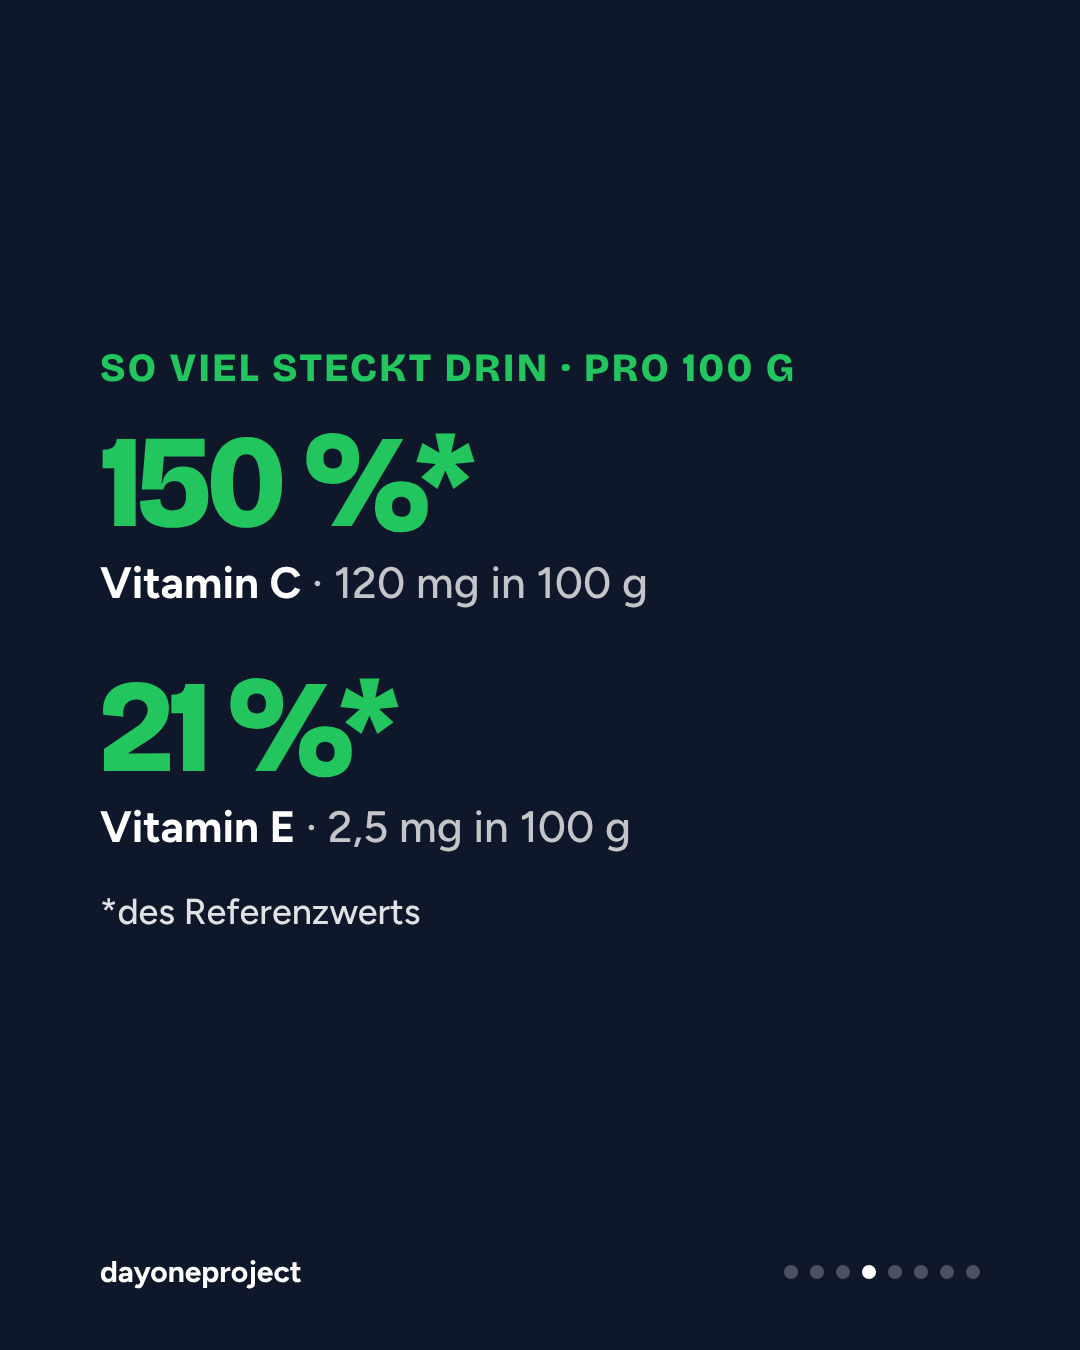 SO VIEL STECKT DRIN · PRO 100 G
150 %*
Vitamin C · 120 mg in 100 g
21 %*
Vitamin E · 2,5 mg in 100 g
*des Referenzwerts
dayoneproject